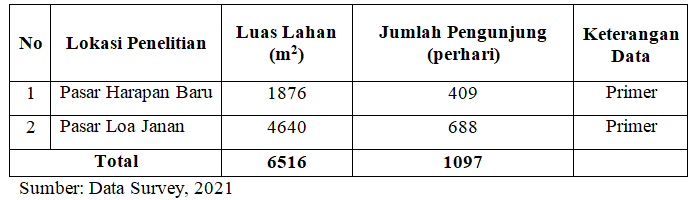 No Lokasi Penelitian Luas Lahan (m²) Jumlah Pengunjung (perhari) Keterangan Data
1 Pasar Harapan Baru 1876 409 Primer
2 Pasar Loa Janan 4640 688 Primer
Total 6516 1097
Sumber: Data Survey, 2021